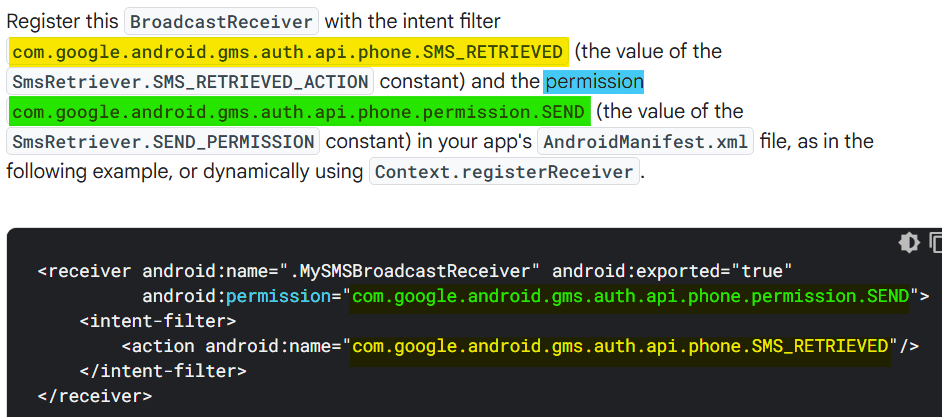 Register this BroadcastReceiver with the intent filter
com.google.android.gms.auth.api.phone.SMS_RETRIEVED (the value of the
SmsRetriever.SMS_RETRIEVED_ACTION constant) and the permission
com.google.android.gms.auth.api.phone.permission.SEND (the value of the
SmsRetriever.SEND_PERMISSION constant) in your app's AndroidManifest.xml file, as in the
following example, or dynamically using Context.registerReceiver.
<receiver android:name=".MySMSBroadcastReceiver" android:exported="true"
android:permission="com.google.android.gms.auth.api.phone.permission.SEND">
<intent-filter>
<action android:name="com.google.android.gms.auth.api.phone.SMS_RETRIEVED"/>
</intent-filter>
</receiver>